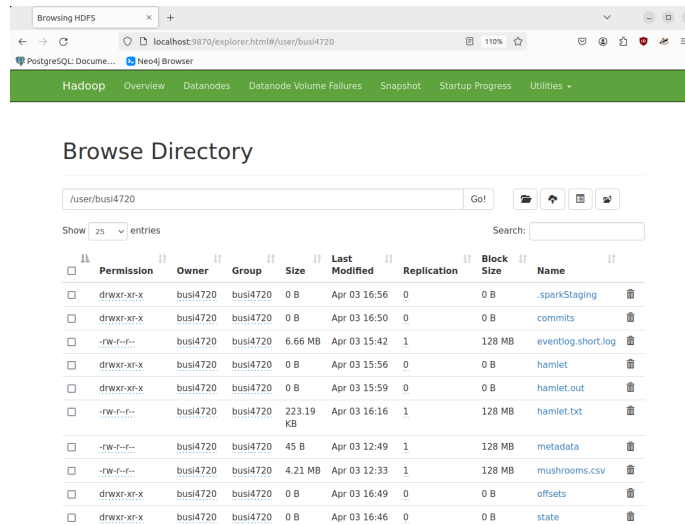 Browsing HDFS
localhost:9870/explorer.html#/user/busi4720 110%
PostgreSQL: Docume... Neo4j Browser
Hadoop Overview Datanodes Datanode Volume Failures Snapshot Startup Progress Utilities
Browse Directory
/user/busi4720 Go!
Show 25 entries Search:
Permission Owner Group Size Last Modified Replication Block Size Name
drwxr-xr-x busi4720 busi4720 0 B Apr 03 16:56 0 0 B .sparkStaging
drwxr-xr-x busi4720 busi4720 0 B Apr 03 16:50 0 0 B commits
-rw-r--r-- busi4720 busi4720 6.66 MB Apr 03 15:42 1 128 MB eventlog.short.log
drwxr-xr-x busi4720 busi4720 0 B Apr 03 15:56 0 0 B hamlet
drwxr-xr-x busi4720 busi4720 0 B Apr 03 15:59 0 0 B hamlet.out
-rw-r--r-- busi4720 busi4720 223.19 KB Apr 03 16:16 1 128 MB hamlet.txt
-rw-r--r-- busi4720 busi4720 45 B Apr 03 12:49 1 128 MB metadata
-rw-r--r-- busi4720 busi4720 4.21 MB Apr 03 12:33 1 128 MB mushrooms.csv
drwxr-xr-x busi4720 busi4720 0 B Apr 03 16:49 0 0 B offsets
drwxr-xr-x busi4720 busi4720 0 B Apr 03 16:46 0 0 B state